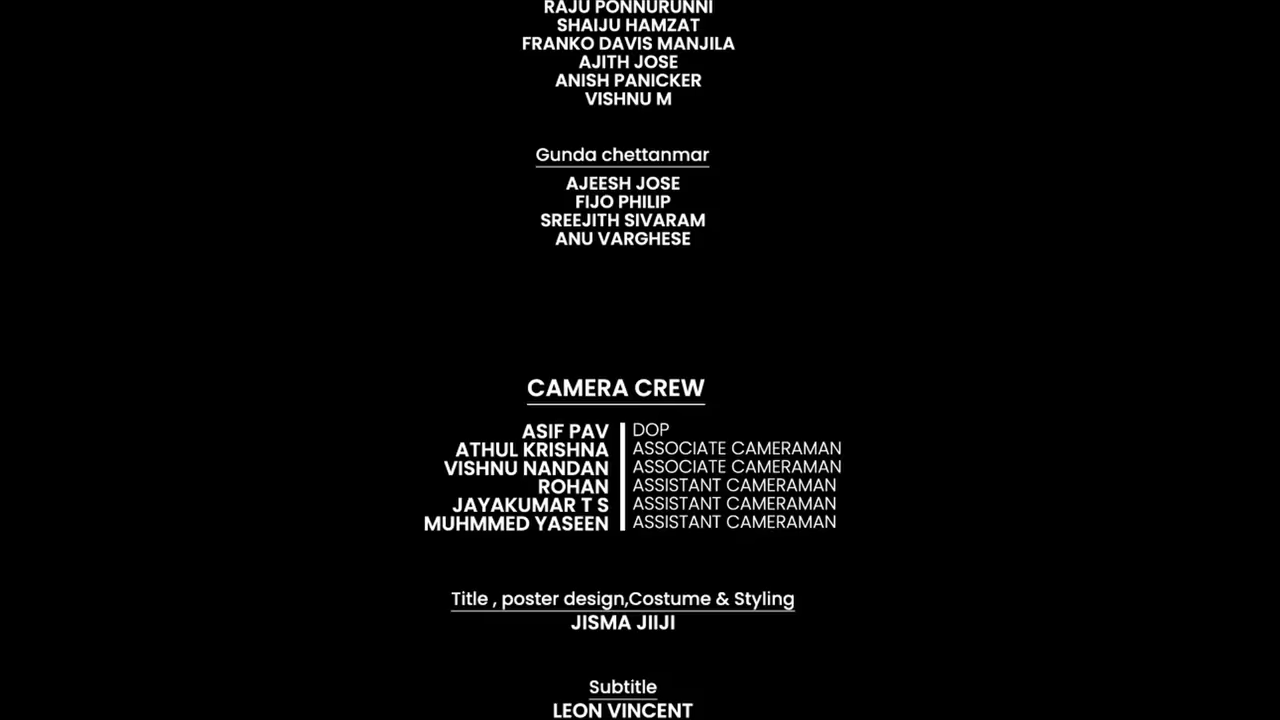 RAJU PONNURUNNI
SHAIJU HAMZAT
FRANKO DAVIS MANJILA
AJITH JOSE
ANISH PANICKER
VISHNU M
Gunda chettanmar
AJEESH JOSE
FIJO PHILIP
SREEJITH SIVARAM
ANU VARGHESE
CAMERA CREW
ASIF PAV DOP
ATHUL KRISHNA ASSOCIATE CAMERAMAN
VISHNU NANDAN ASSOCIATE CAMERAMAN
ROHAN ASSISTANT CAMERAMAN
JAYAKUMAR T S ASSISTANT CAMERAMAN
MUHMMED YASEEN ASSISTANT CAMERAMAN
Title , poster design,Costume & Styling
JISMA JIIJI
Subtitle
LEON VINCENT